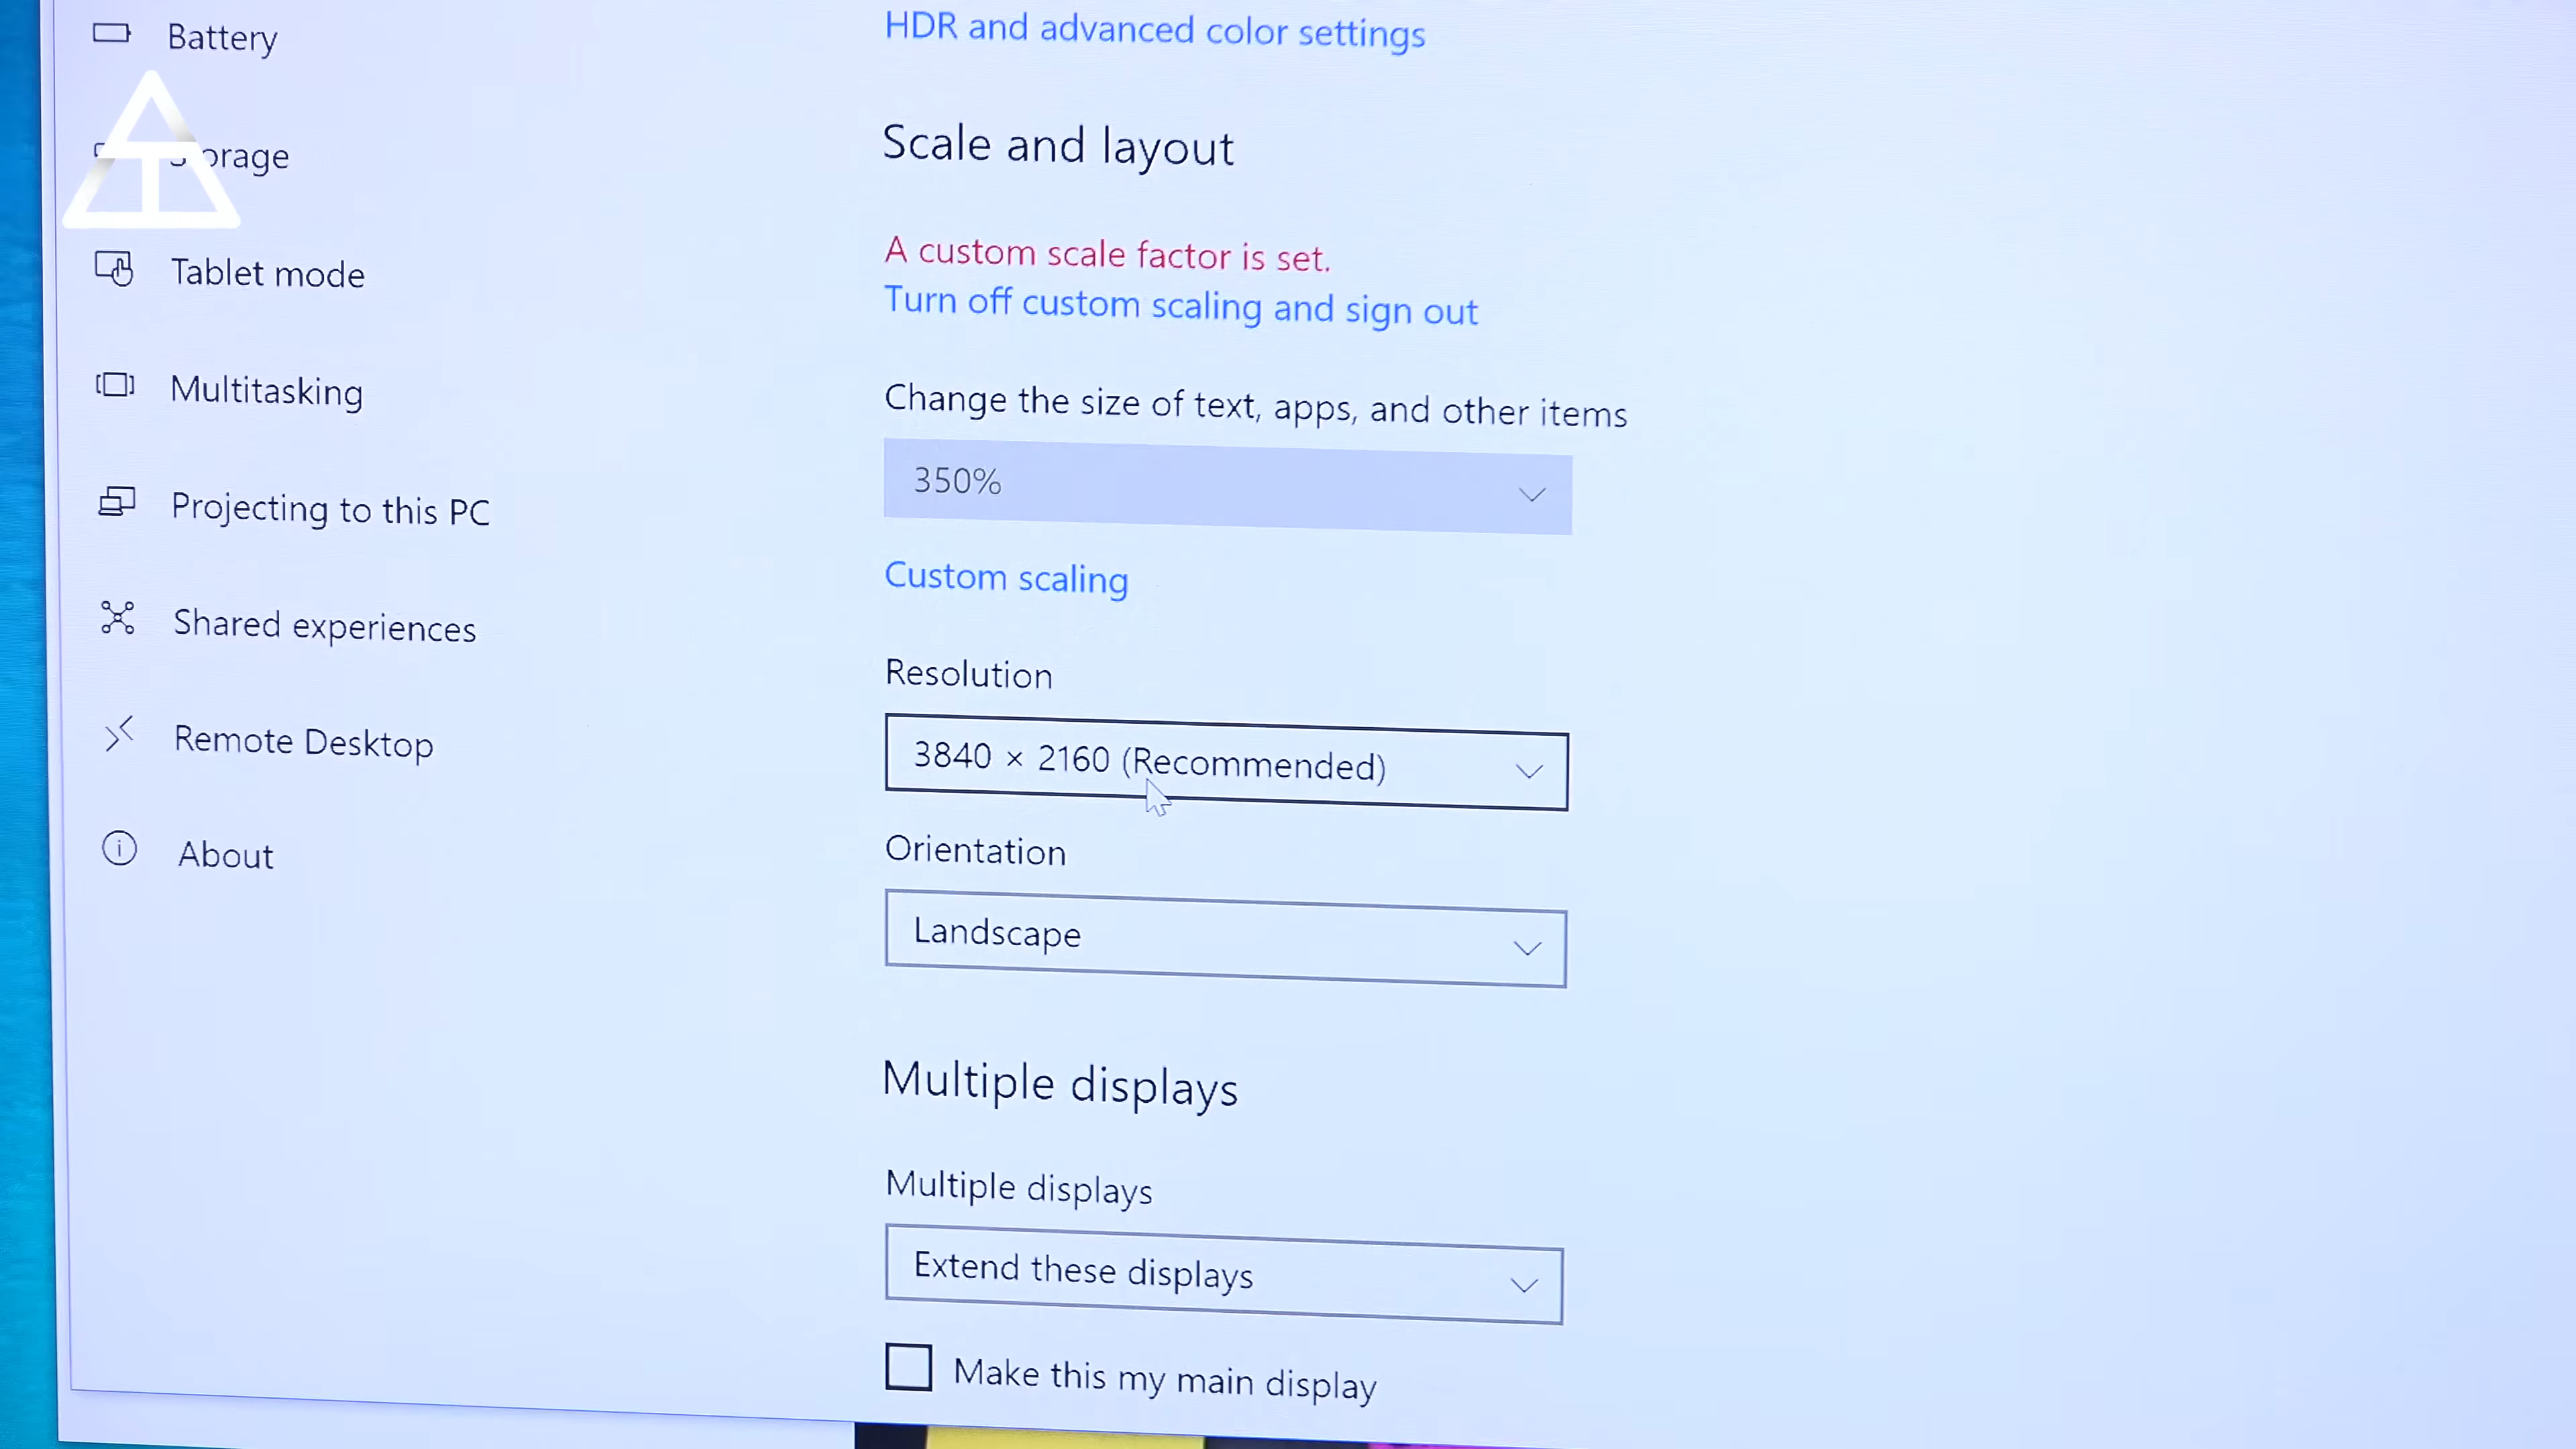 Battery
Storage
Tablet mode
Multitasking
Projecting to this PC
Shared experiences
Remote Desktop
About
HDR and advanced color settings
Scale and layout
A custom scale factor is set.
Turn off custom scaling and sign out
Change the size of text, apps, and other items
350%
Custom scaling
Resolution
3840 × 2160 (Recommended)
Orientation
Landscape
Multiple displays
Multiple displays
Extend these displays
Make this my main display